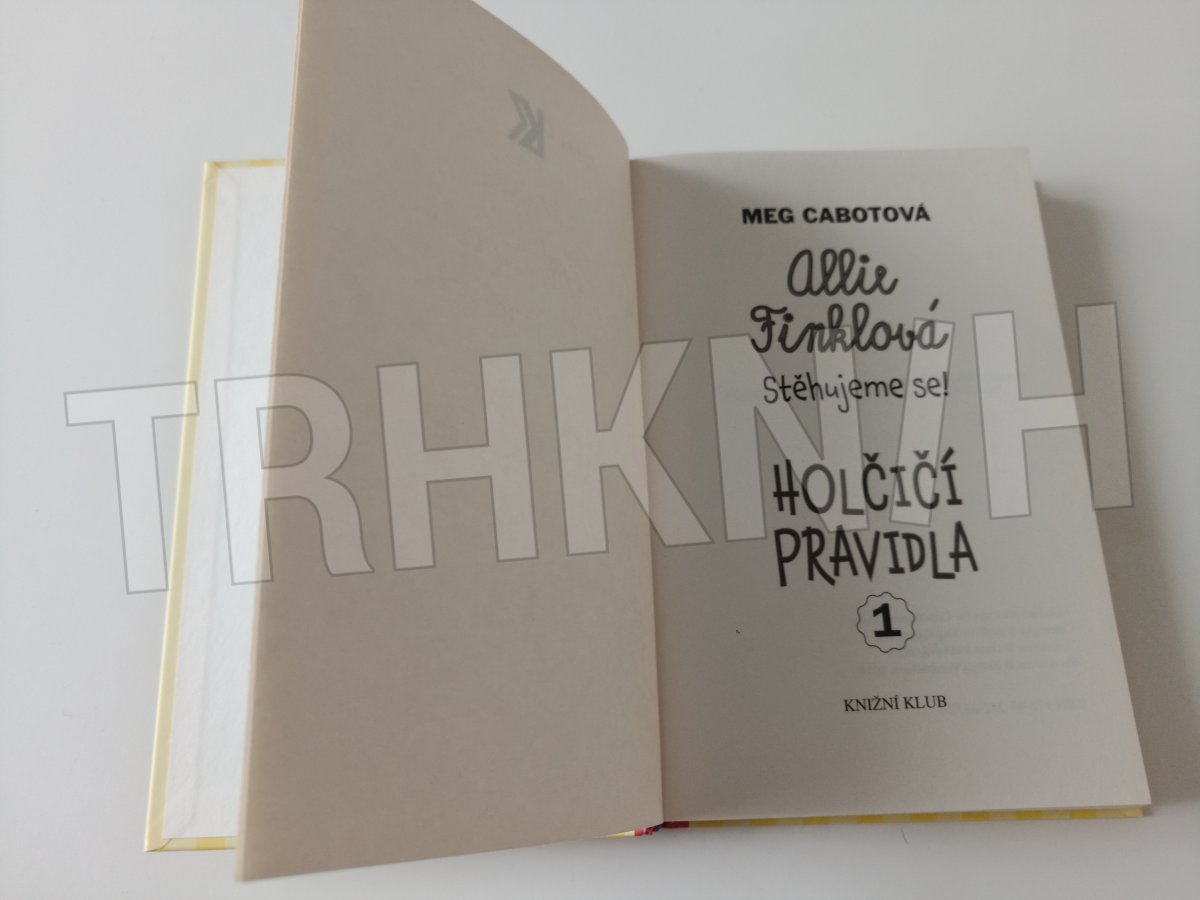 MEG CABOTOVÁ
Allie
Finklová
Stěhujeme se!
HOLČIČÍ
PRAVIDLA
1
KNIŽNÍ KLUB
TRHKNIH